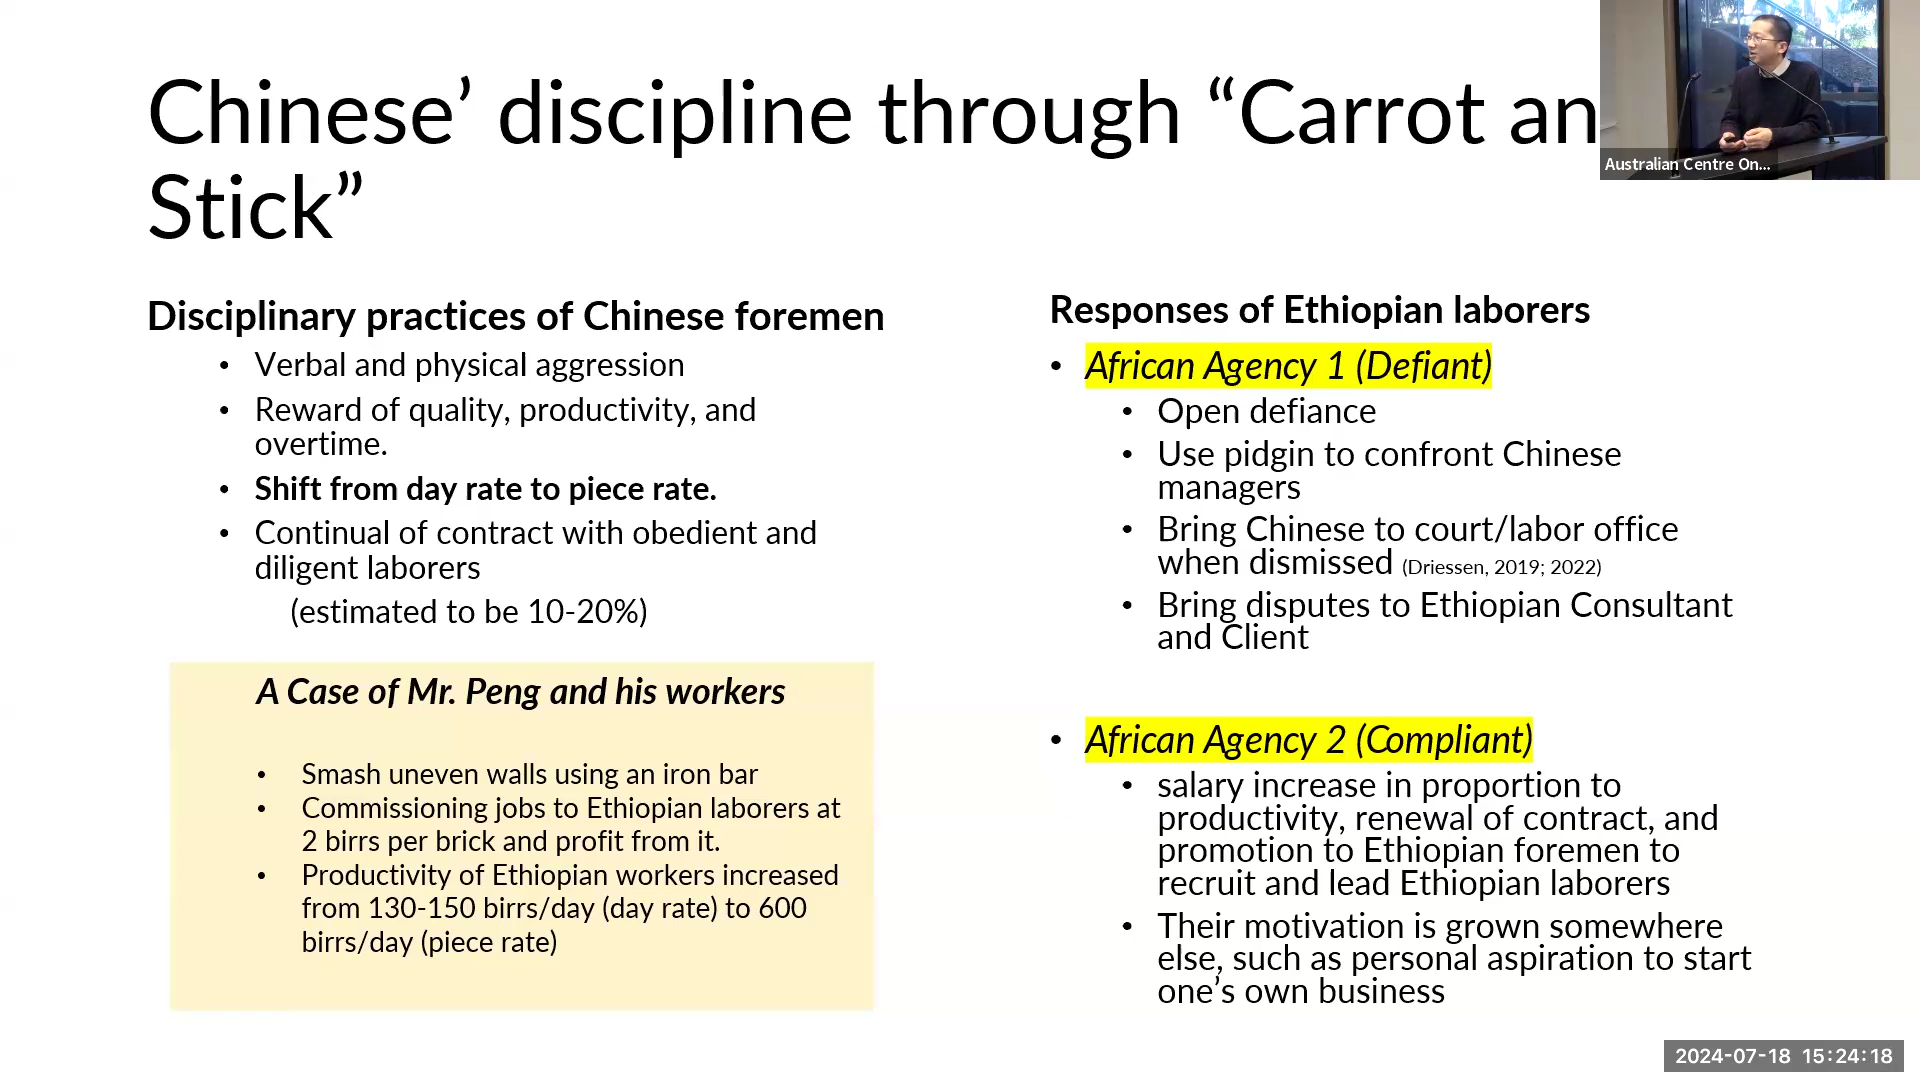 Chinese’ discipline through “Carrot an
Stick”
Australian Centre On...
Disciplinary practices of Chinese foremen
• Verbal and physical aggression
• Reward of quality, productivity, and
overtime.
• Shift from day rate to piece rate.
• Continual of contract with obedient and
diligent laborers
(estimated to be 10-20%)
A Case of Mr. Peng and his workers
• Smash uneven walls using an iron bar
• Commissioning jobs to Ethiopian laborers at
2 birrs per brick and profit from it.
• Productivity of Ethiopian workers increased
from 130-150 birrs/day (day rate) to 600
birrs/day (piece rate)
Responses of Ethiopian laborers
• African Agency 1 (Defiant)
• Open defiance
• Use pidgin to confront Chinese
managers
• Bring Chinese to court/labor office
when dismissed (Driessen, 2019; 2022)
• Bring disputes to Ethiopian Consultant
and Client
• African Agency 2 (Compliant)
• salary increase in proportion to
productivity, renewal of contract, and
promotion to Ethiopian foremen to
recruit and lead Ethiopian laborers
• Their motivation is grown somewhere
else, such as personal aspiration to start
one’s own business
2024-07-18 15:24:18